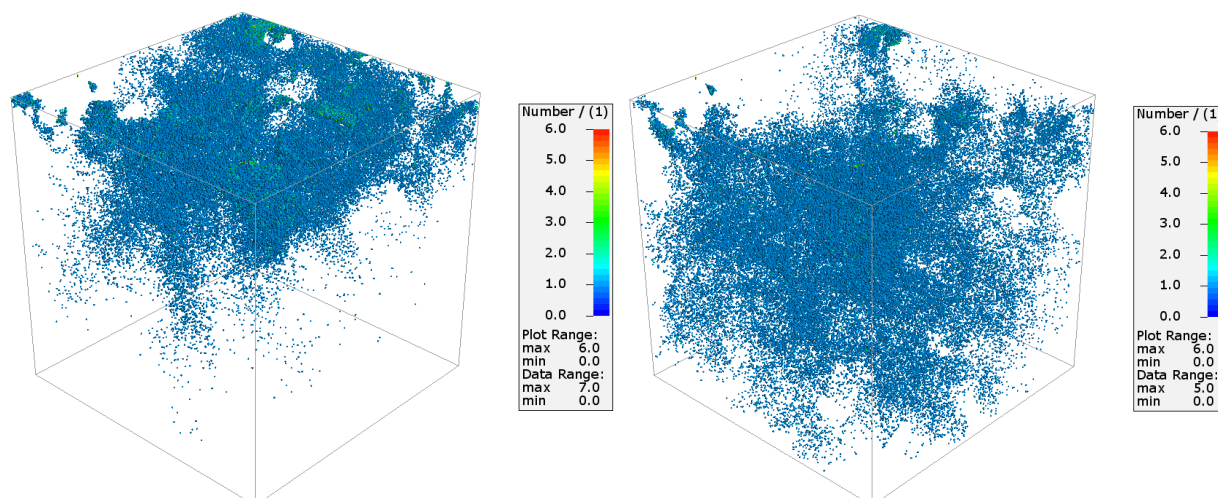 Number / (1)
6.0
5.0
4.0
3.0
2.0
1.0
0.0
Plot Range:
max 6.0
min 0.0
Data Range:
max 7.0
min 0.0
Number / (1
6.0
5.0
4.0
3.0
2.0
1.0
0.0
Plot Range:
max 6.0
min 0.0
Data Range:
max 5.0
min 0.0